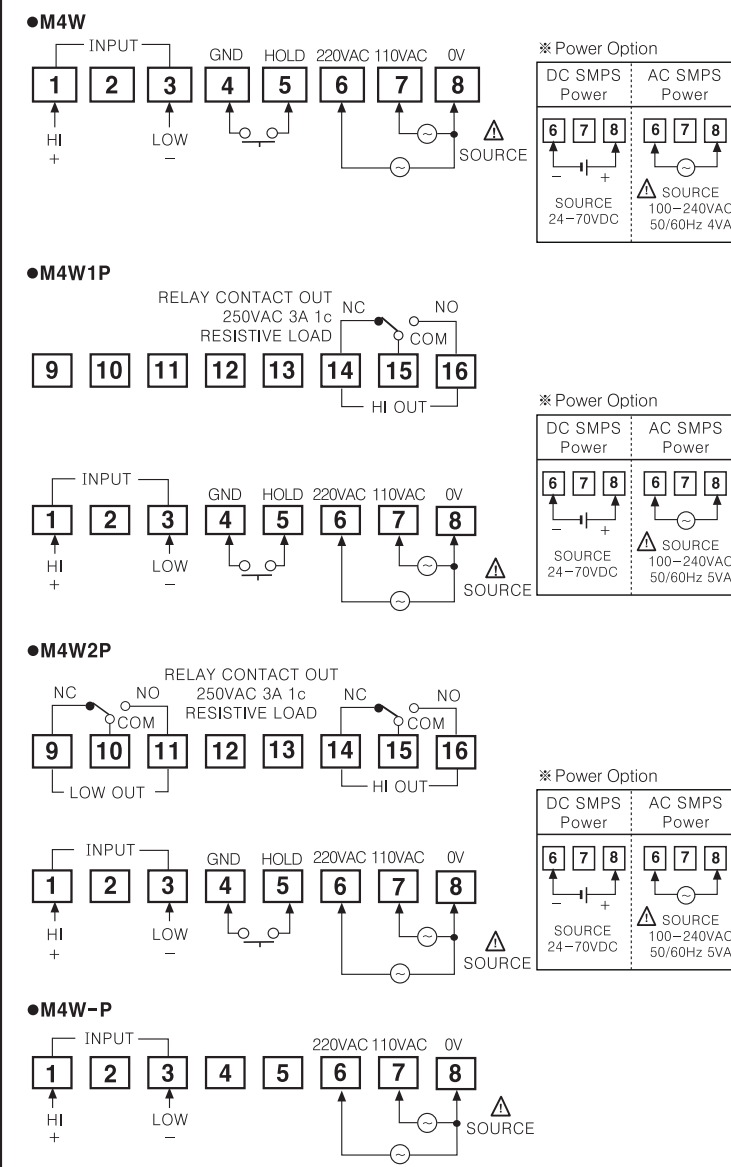 ●M4W
INPUT
GND HOLD 220VAC 110VAC 0V
1 2 3 4 5 6 7 8
HI LOW
+ −
⚠ SOURCE
※ Power Option
DC SMPS Power
AC SMPS Power
6 7 8
6 7 8
− +
SOURCE
24−70VDC
⚠ SOURCE
100−240VAC
50/60Hz 4VA
●M4W1P
RELAY CONTACT OUT
250VAC 3A 1c
RESISTIVE LOAD
NC NO
COM
9 10 11 12 13 14 15 16
HI OUT
INPUT
GND HOLD 220VAC 110VAC 0V
1 2 3 4 5 6 7 8
HI LOW
+ −
⚠ SOURCE
※ Power Option
DC SMPS Power
AC SMPS Power
6 7 8
6 7 8
− +
SOURCE
24−70VDC
⚠ SOURCE
100−240VAC
50/60Hz 5VA
●M4W2P
RELAY CONTACT OUT
250VAC 3A 1c
RESISTIVE LOAD
NC NO
COM
NC NO
COM
9 10 11 12 13 14 15 16
LOW OUT
HI OUT
INPUT
GND HOLD 220VAC 110VAC 0V
1 2 3 4 5 6 7 8
HI LOW
+ −
⚠ SOURCE
※ Power Option
DC SMPS Power
AC SMPS Power
6 7 8
6 7 8
− +
SOURCE
24−70VDC
⚠ SOURCE
100−240VAC
50/60Hz 5VA
●M4W−P
INPUT
220VAC 110VAC 0V
1 2 3 4 5 6 7 8
HI LOW
+ −
⚠ SOURCE